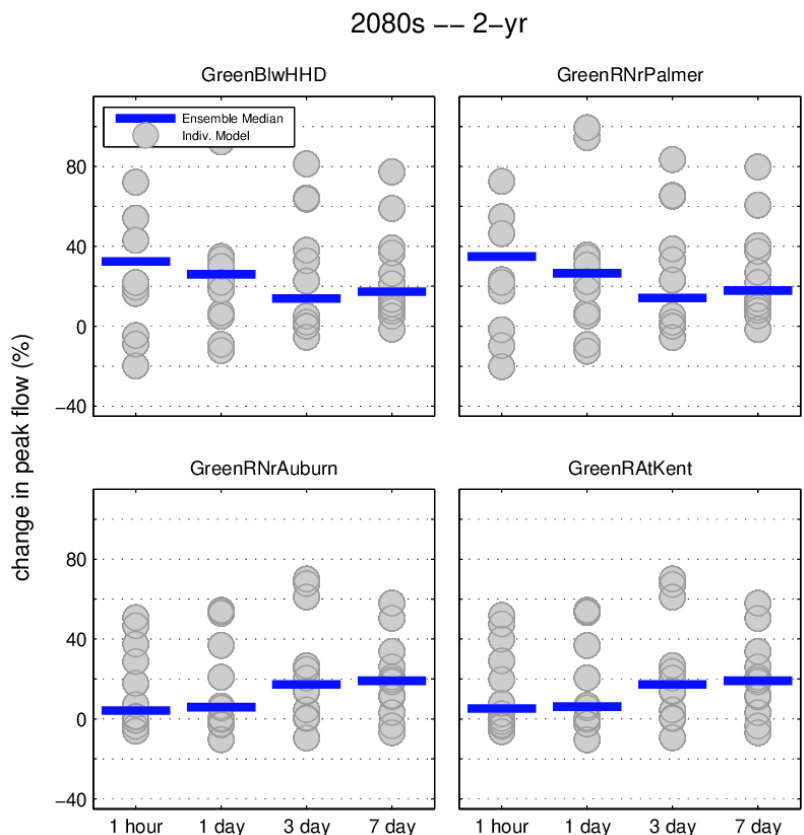 2080s -- 2-yr
GreenBlwHHD
GreenRNrPalmer
Ensemble Median
Indiv. Model
80
40
0
-40
change in peak flow (%)
GreenRNrAuburn
GreenRAtKent
80
40
0
-40
1 hour 1 day 3 day 7 day
1 hour 1 day 3 day 7 day